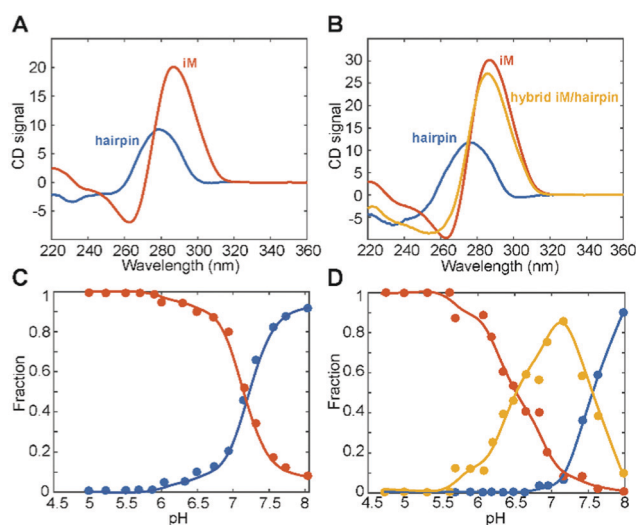 A
B
20
15
10
5
0
-5
CD signal
iM
hairpin
220 240 260 280 300 320 340 360
Wavelength (nm)
30
25
20
15
10
5
0
-5
CD signal
iM
hybrid iM/hairpin
hairpin
220 240 260 280 300 320 340 360
Wavelength (nm)
C
D
1
0.8
0.6
0.4
0.2
0
Fraction
4.5 5 5.5 6 6.5 7 7.5 8
pH
1
0.8
0.6
0.4
0.2
0
Fraction
4.5 5 5.5 6 6.5 7 7.5 8
pH